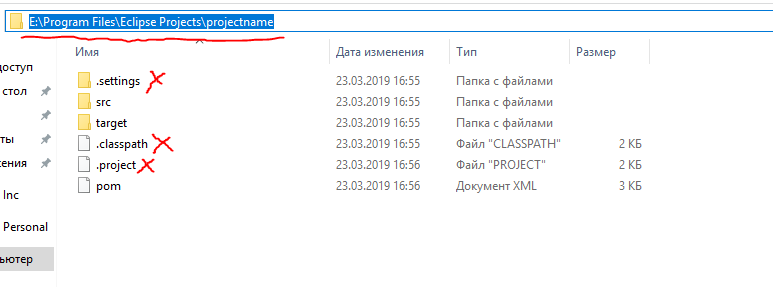 E:\Program Files\Eclipse Projects\projectname
Имя Дата изменения Тип Размер
.settings 23.03.2019 16:55 Папка с файлами
src 23.03.2019 16:55 Папка с файлами
target 23.03.2019 16:55 Папка с файлами
.classpath 23.03.2019 16:55 Файл "CLASSPATH" 2 КБ
.project 23.03.2019 16:56 Файл "PROJECT" 2 КБ
pom 23.03.2019 16:56 Документ XML 3 КБ
доступ
стол
ты
жения
Inc
Personal
ьютер